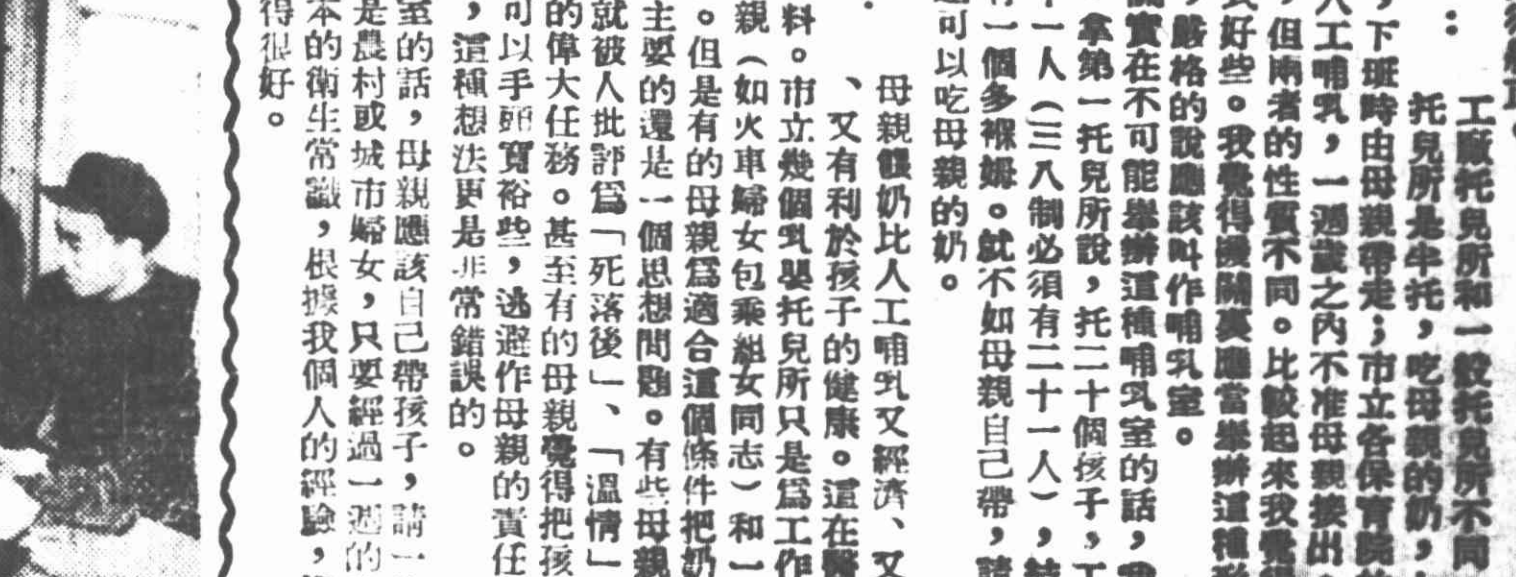 工廠托兒所和一般托兒所不同
：托兒所是半托，吃母親的奶，
，下班時由母親帶走；市立各保育院
人工哺乳，一週歲之內不准母親接出
，但兩者的性質不同。比較起來我覺得
好些。我覺得機關裏應當舉辦這種
，嚴格的說應該叫作哺乳室。
實在不可能舉辦這種哺乳室的話，
拿第一托兒所說，托二十個孩子，工
十一人（三八制必須有二十一人），
一個多褓姆。就不如母親自己帶，請
可以吃母親的奶。
母親餵奶比人工哺乳又經濟、又
、又有利於孩子的健康。這在醫
料。市立幾個乳嬰托兒所只是爲工作
親（如火車婦女包乘組女同志）和一
。但是有的母親爲適合這個條件把奶
主要的還是一個思想問題。有些母親
就被人批評爲「死落後」、「溫情」
的偉大任務。甚至有的母親覺得把孩
可以手頭寬裕些，逃避作母親的責任
，這種想法更是非常錯誤的。
室的話，母親應該自己帶孩子，請一
是農村或城市婦女，只要經過一週的
本的衛生常識，根據我個人的經驗，
得很好。